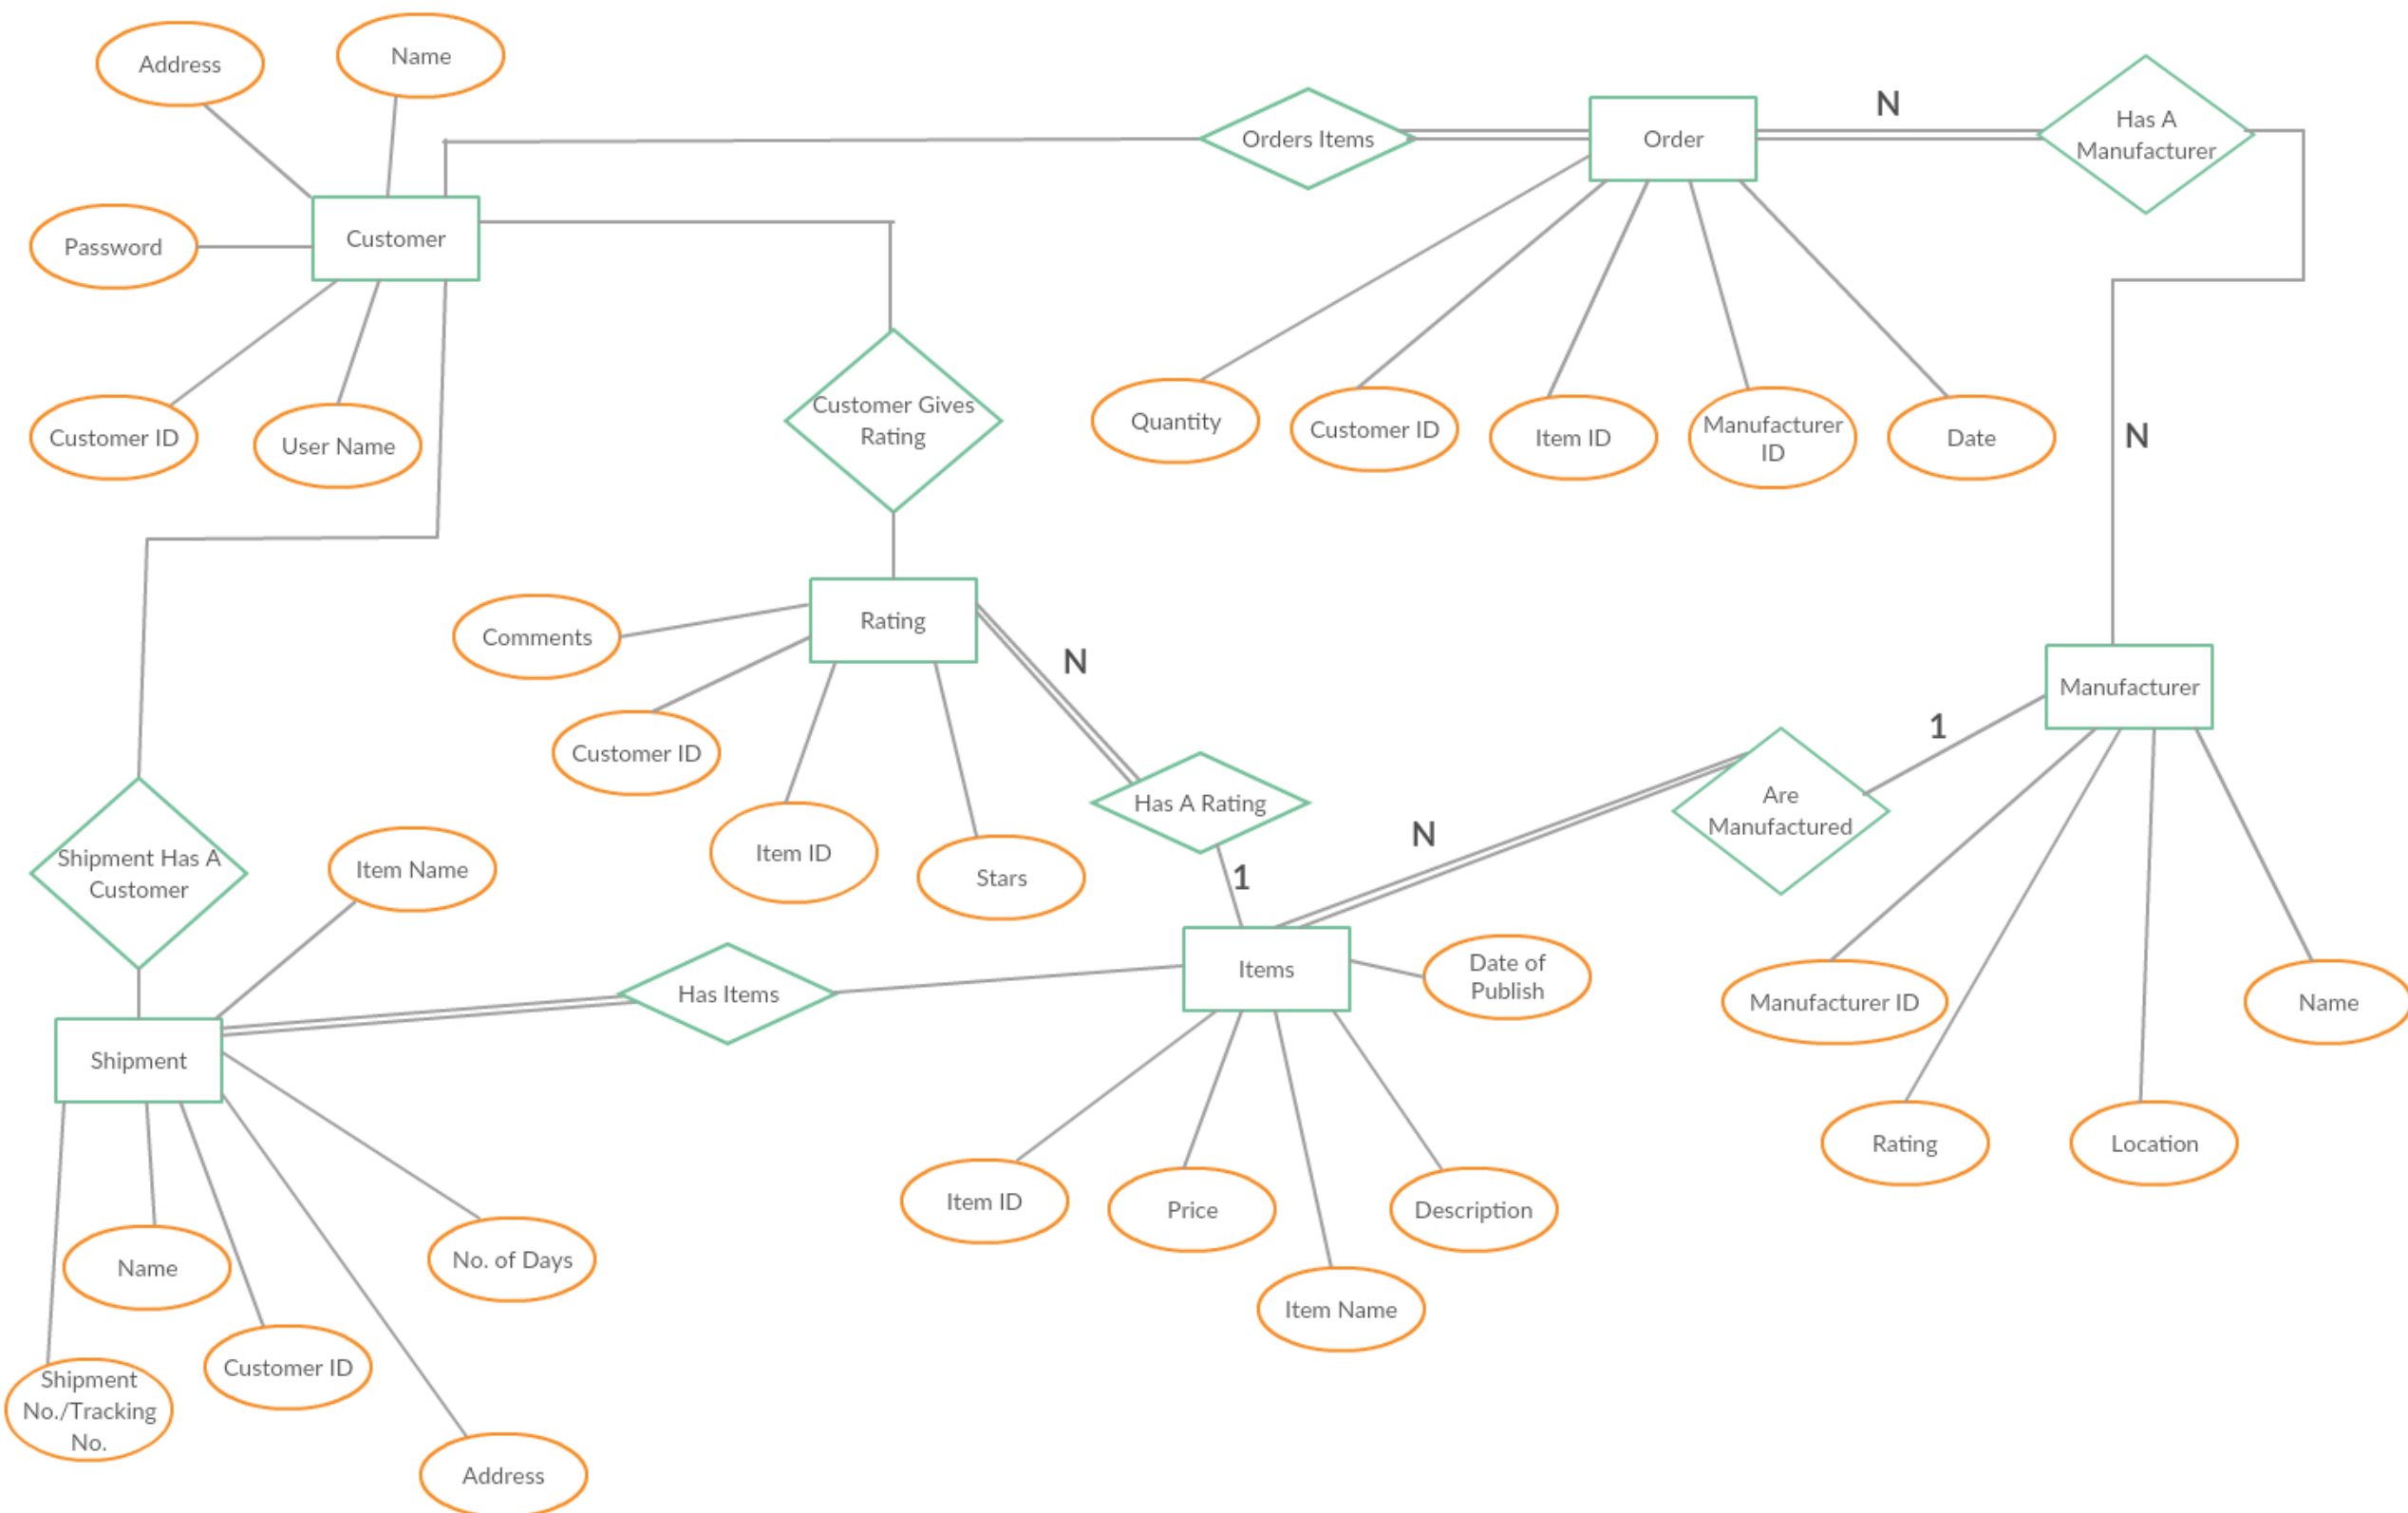 Address
Name
Orders Items
Order
N
Has A
Manufacturer
Password
Customer
Customer ID
User Name
Customer Gives
Rating
Quantity
Customer ID
Item ID
Manufacturer
ID
Date
N
Comments
Rating
N
Customer ID
Item ID
Stars
Has A Rating
1
N
Are
Manufactured
1
Manufacturer
Shipment Has A
Customer
Item Name
Has Items
Items
Date of
Publish
Manufacturer ID
Name
Rating
Location
Shipment
Item ID
Price
Description
Item Name
Name
No. of Days
Customer ID
Shipment
No./Tracking
No.
Address